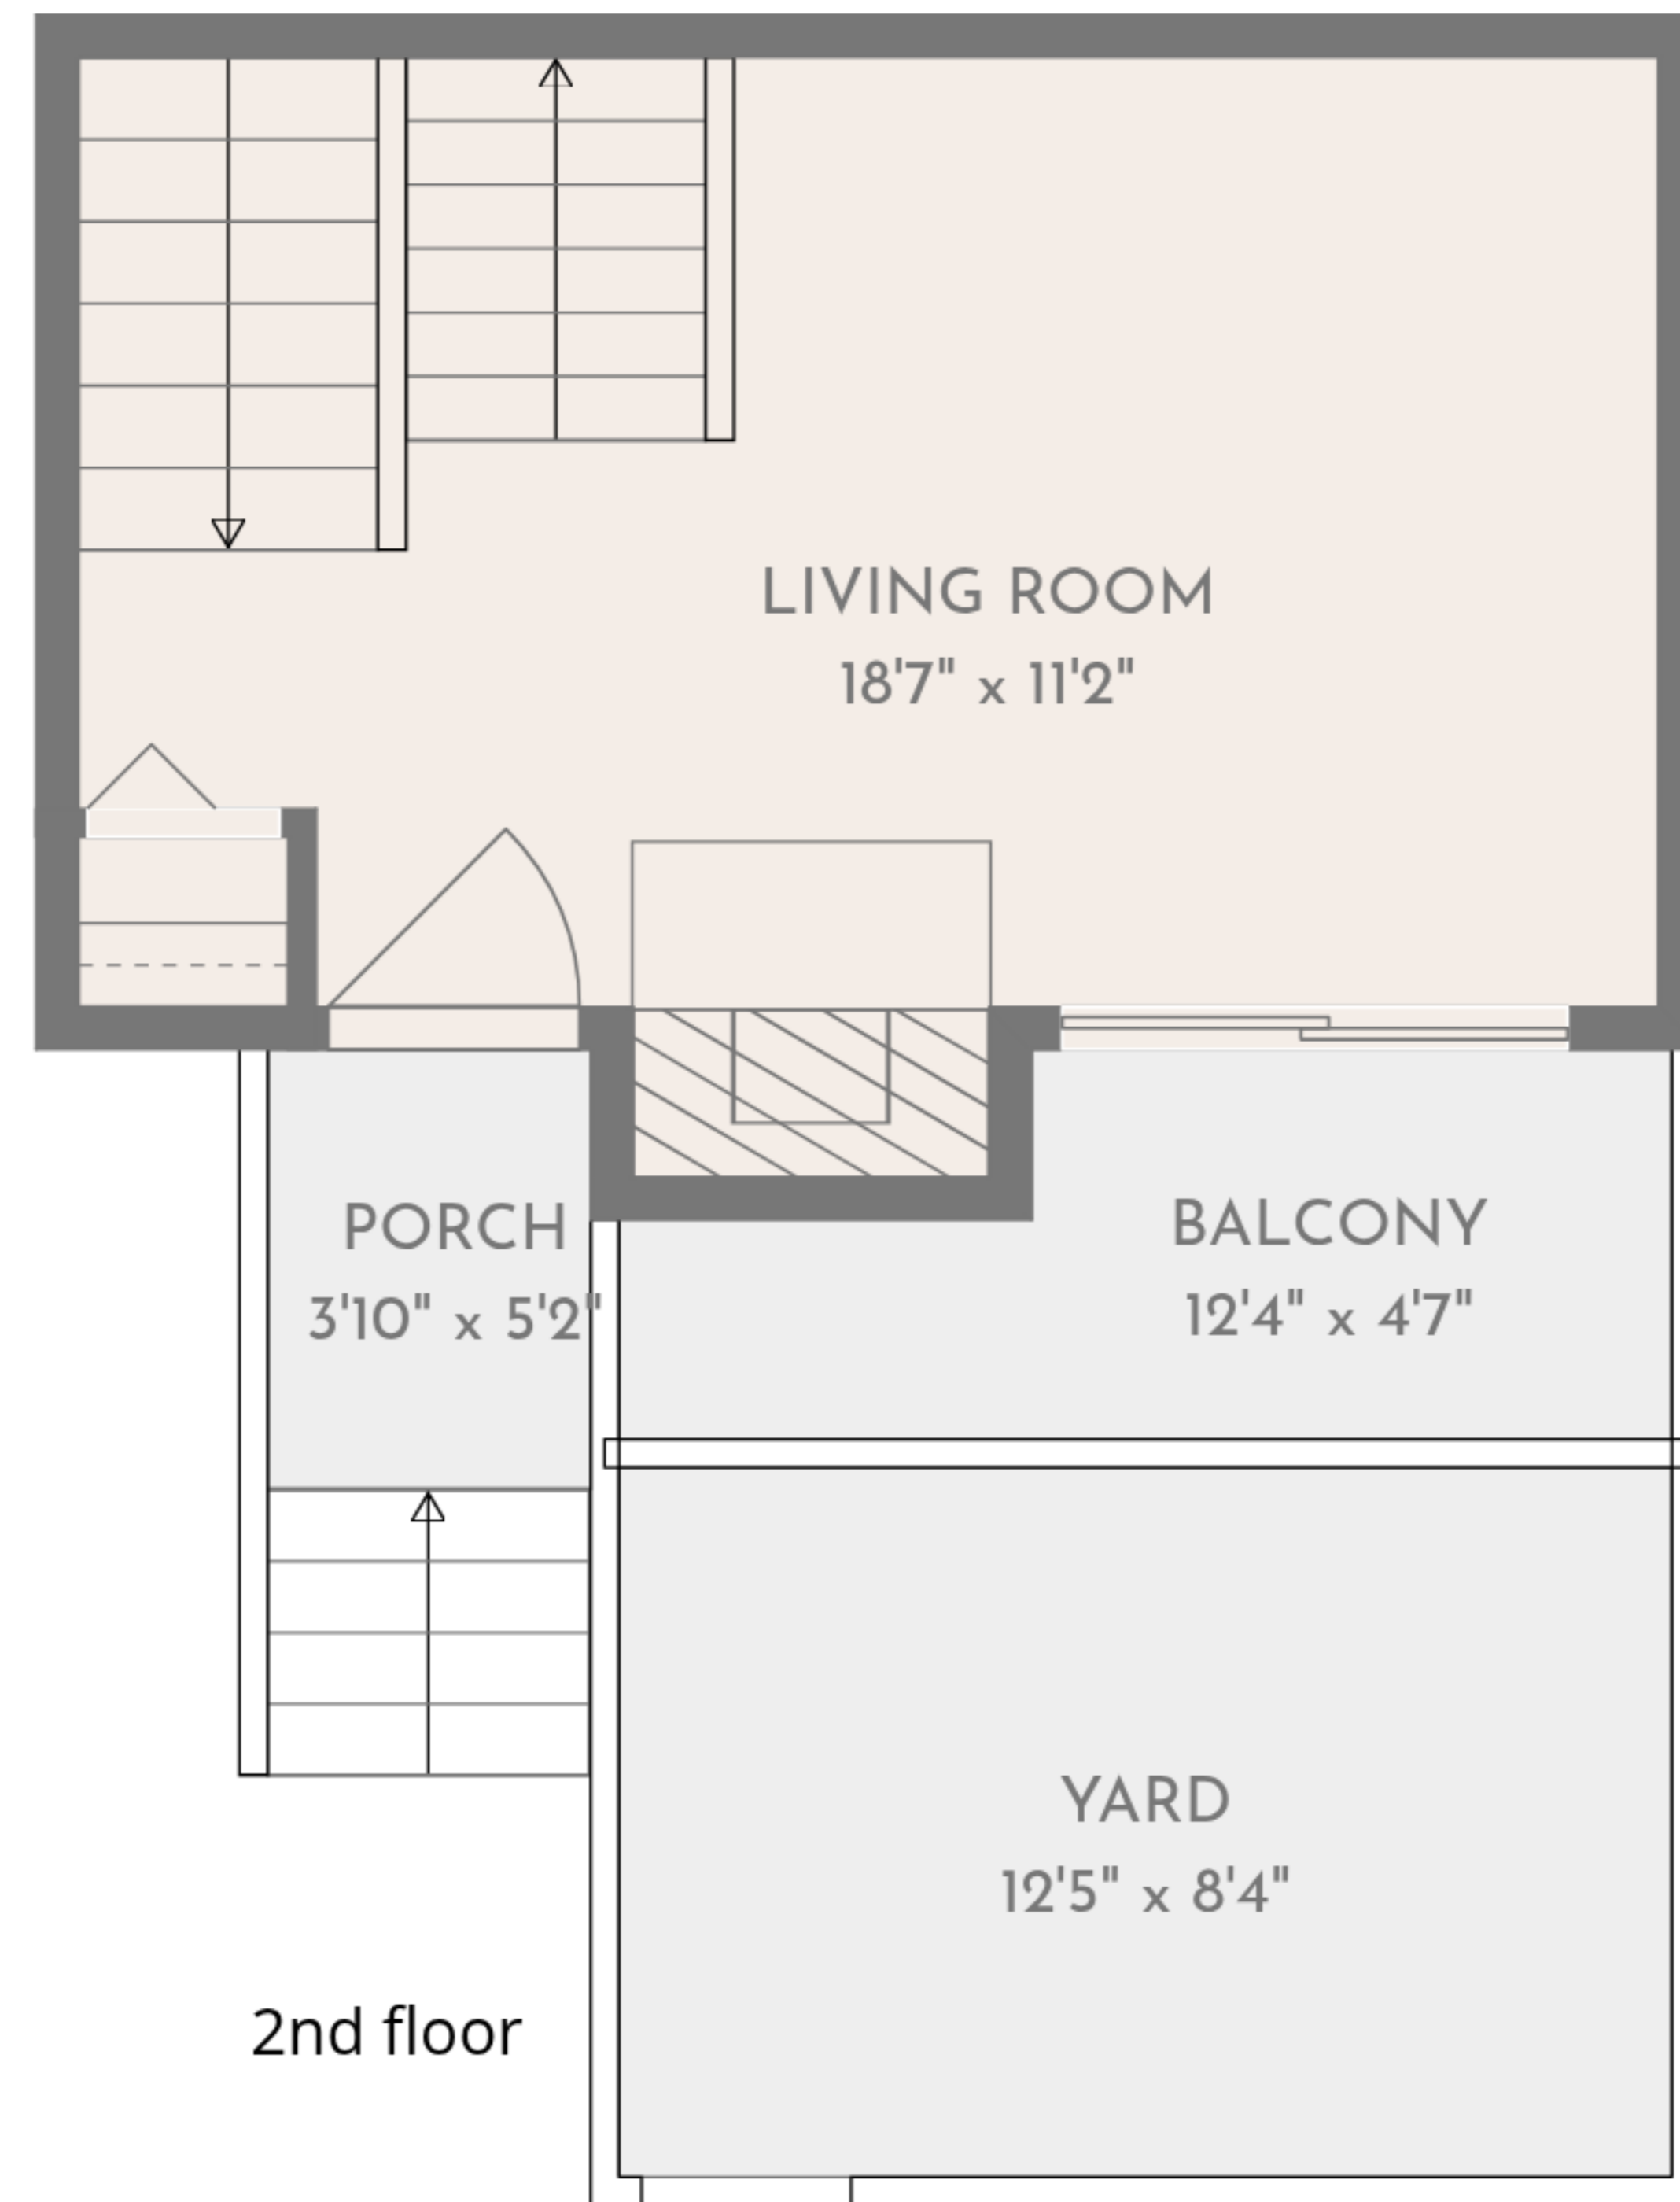 LIVING ROOM
18'7" x 11'2"
PORCH
3'10" x 5'2"
BALCONY
12'4" x 4'7"
YARD
12'5" x 8'4"
2nd floor